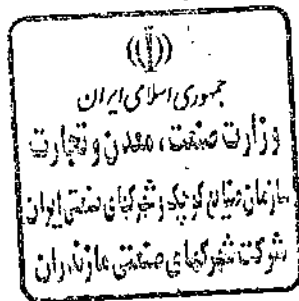 جمهوری اسلامی ایران
وزارت صنعت، معدن و تجارت
سازمان صنایع کوچک و شهرکهای صنعتی ایران
شرکت شهرکهای صنعتی مازندران